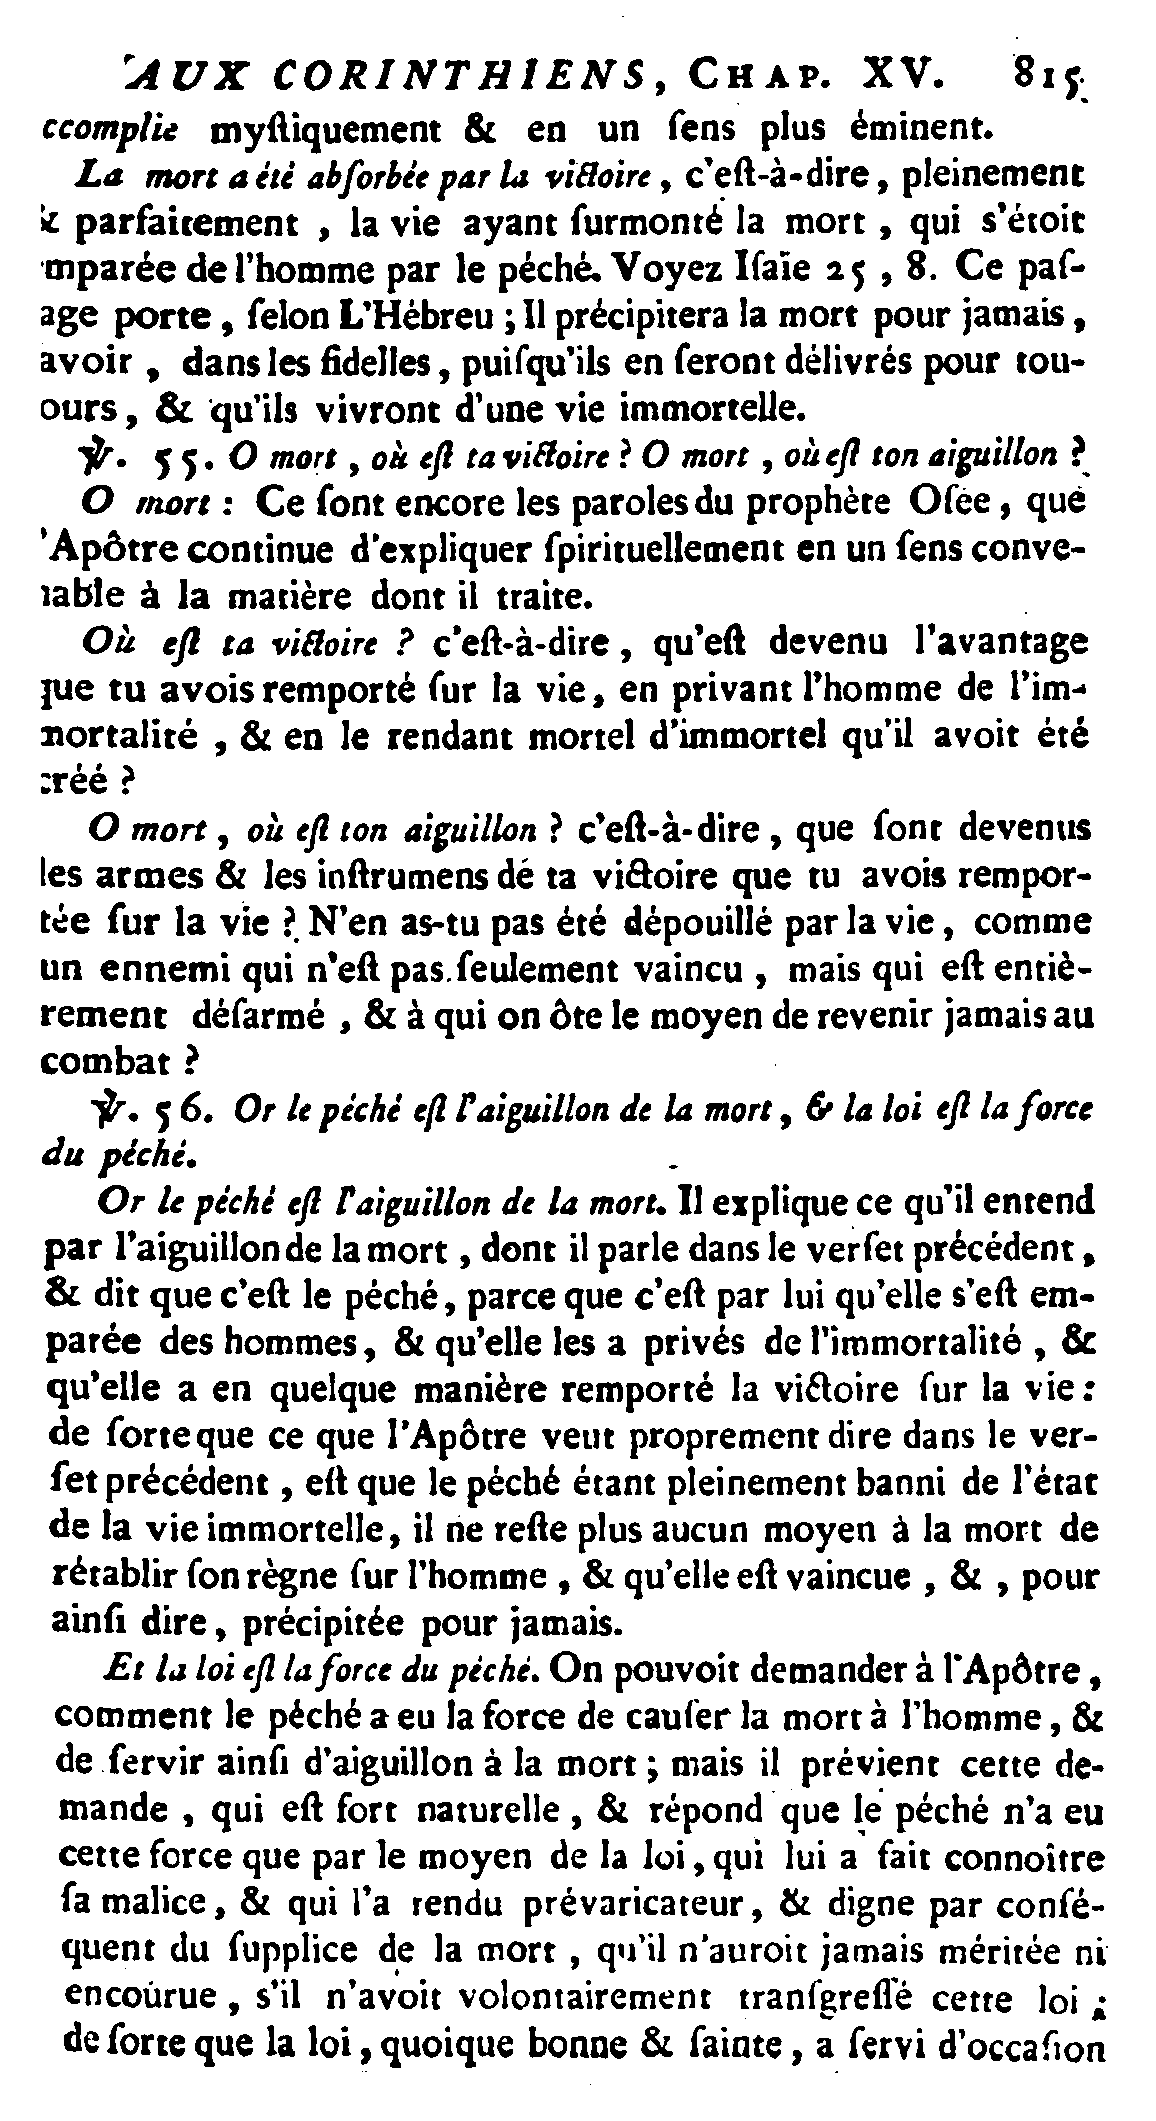 AUX CORINTHIENS, CHAP. XV. 815
ccomplie myſtiquement & en un ſens plus éminent.
La mort a été abſorbée par la victoire, c'eſt-à-dire, pleinement
& parfaitement, la vie ayant ſurmonté la mort, qui s'étoit
mparée de l'homme par le péché. Voyez Iſaïe 25, 8. Ce paſ-
age porte, ſelon L'Hébreu; Il précipitera la mort pour jamais,
avoir, dans les fidelles, puiſqu'ils en ſeront délivrés pour tou-
ours, & qu'ils vivront d'une vie immortelle.
℣. 55. O mort, où eſt ta victoire? O mort, où eſt ton aiguillon?
O mort: Ce ſont encore les paroles du prophète Oſée, que
'Apôtre continue d'expliquer ſpirituellement en un ſens conve-
nable à la matière dont il traite.
Où eſt ta victoire? c'eſt-à-dire, qu'eſt devenu l'avantage
que tu avois remporté ſur la vie, en privant l'homme de l'im-
mortalité, & en le rendant mortel d'immortel qu'il avoit été
créé?
O mort, où eſt ton aiguillon? c'eſt-à-dire, que ſont devenus
les armes & les inſtrumens de ta victoire que tu avois rempor-
tée ſur la vie? N'en as-tu pas été dépouillé par la vie, comme
un ennemi qui n'eſt pas ſeulement vaincu, mais qui eſt entiè-
rement déſarmé, & à qui on ôte le moyen de revenir jamais au
combat?
℣. 56. Or le péché eſt l'aiguillon de la mort, & la loi eſt la force
du péché.
Or le péché eſt l'aiguillon de la mort. Il explique ce qu'il entend
par l'aiguillon de la mort, dont il parle dans le verſet précédent,
& dit que c'eſt le péché, parce que c'eſt par lui qu'elle s'eſt em-
parée des hommes, & qu'elle les a privés de l'immortalité, &
qu'elle a en quelque manière remporté la victoire ſur la vie:
de ſorte que ce que l'Apôtre veut proprement dire dans le ver-
ſet précédent, eſt que le péché étant pleinement banni de l'état
de la vie immortelle, il ne reſte plus aucun moyen à la mort de
rétablir ſon règne ſur l'homme, & qu'elle eſt vaincue, &, pour
ainſi dire, précipitée pour jamais.
Et la loi eſt la force du péché. On pouvoit demander à l'Apôtre,
comment le péché a eu la force de cauſer la mort à l'homme, &
de ſervir ainſi d'aiguillon à la mort; mais il prévient cette de-
mande, qui eſt fort naturelle, & répond que le péché n'a eu
cette force que par le moyen de la loi, qui lui a fait connoître
ſa malice, & qui l'a rendu prévaricateur, & digne par conſé-
quent du ſupplice de la mort, qu'il n'auroit jamais méritée ni
encourue, s'il n'avoit volontairement tranſgreſſé cette loi;
de ſorte que la loi, quoique bonne & ſainte, a ſervi d'occaſion